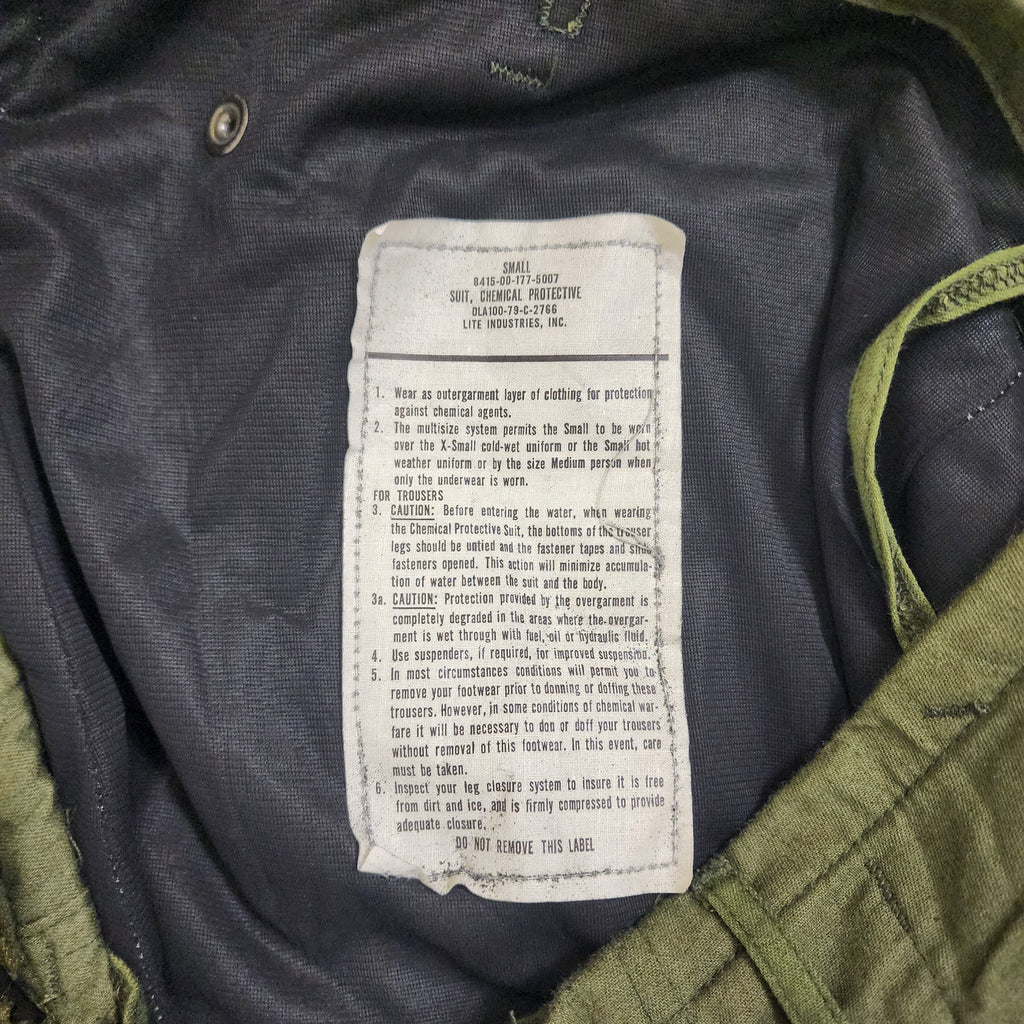 SMALL
8415-00-177-5007
SUIT, CHEMICAL PROTECTIVE
DLA100-79-C-2766
LITE INDUSTRIES, INC.
1. Wear as outergarment layer of clothing for protection
against chemical agents.
2. The multisize system permits the Small to be worn
over the X-Small cold-wet uniform or the Small hot
weather uniform or by the size Medium person when
only the underwear is worn.
FOR TROUSERS
3. CAUTION: Before entering the water, when wearing
the Chemical Protective Suit, the bottoms of the trouser
legs should be untied and the fastener tapes and slide
fasteners opened. This action will minimize accumula-
tion of water between the suit and the body.
3a. CAUTION: Protection provided by the overgarment is
completely degraded in the areas where the overgar-
ment is wet through with fuel, oil or hydraulic fluid.
4. Use suspenders, if required, for improved suspension.
5. In most circumstances conditions will permit you to
remove your footwear prior to donning or doffing these
trousers. However, in some conditions of chemical war-
fare it will be necessary to don or doff your trousers
without removal of this footwear. In this event, care
must be taken.
6. Inspect your leg closure system to insure it is free
from dirt and ice, and is firmly compressed to provide
adequate closure.
DO NOT REMOVE THIS LABEL